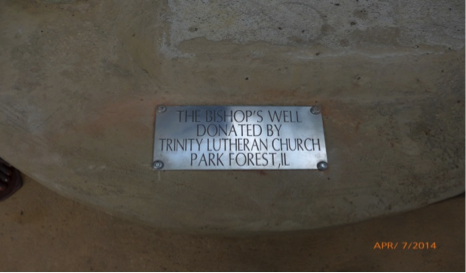 THE BISHOP'S WELL
DONATED BY
TRINITY LUTHERAN CHURCH
PARK FOREST, IL
APR/ 7/2014